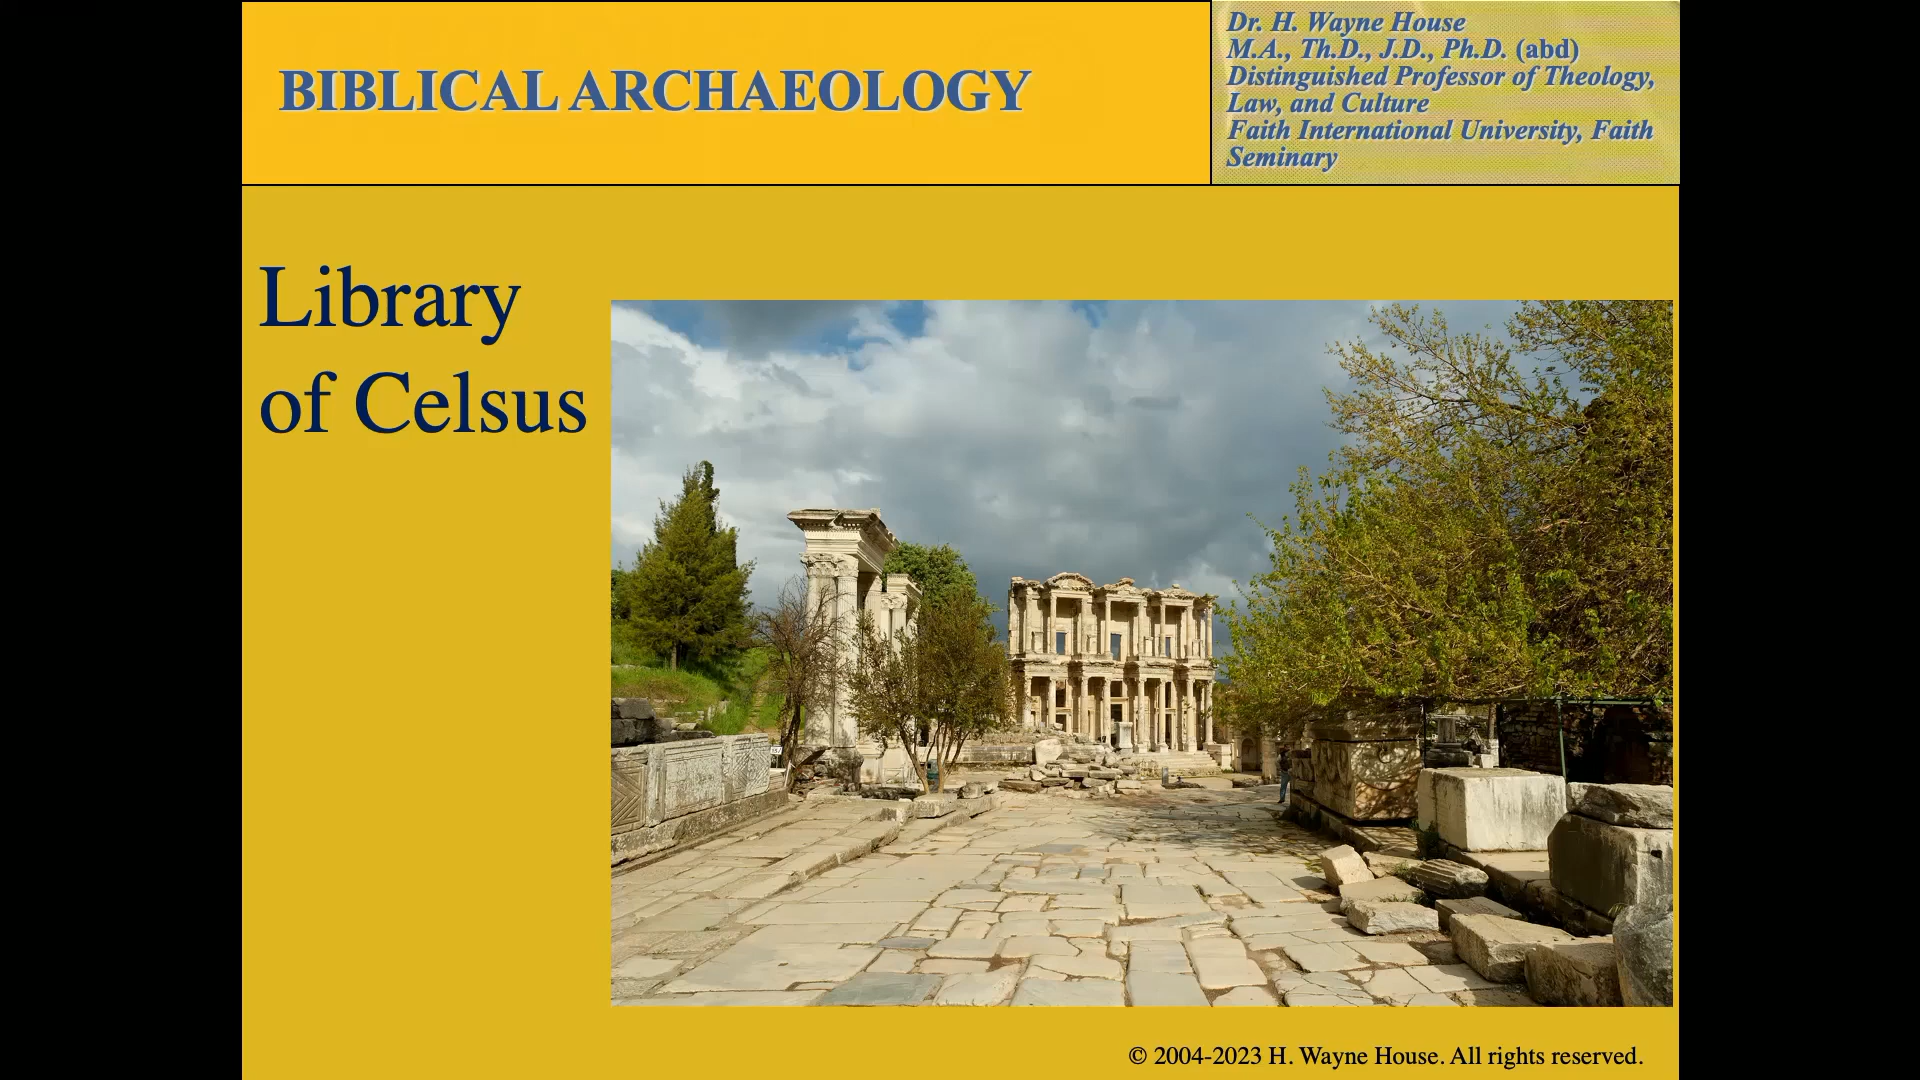 BIBLICAL ARCHAEOLOGY
Dr. H. Wayne House
M.A., Th.D., J.D., Ph.D. (abd)
Distinguished Professor of Theology,
Law, and Culture
Faith International University, Faith
Seminary
Library
of Celsus
© 2004-2023 H. Wayne House. All rights reserved.